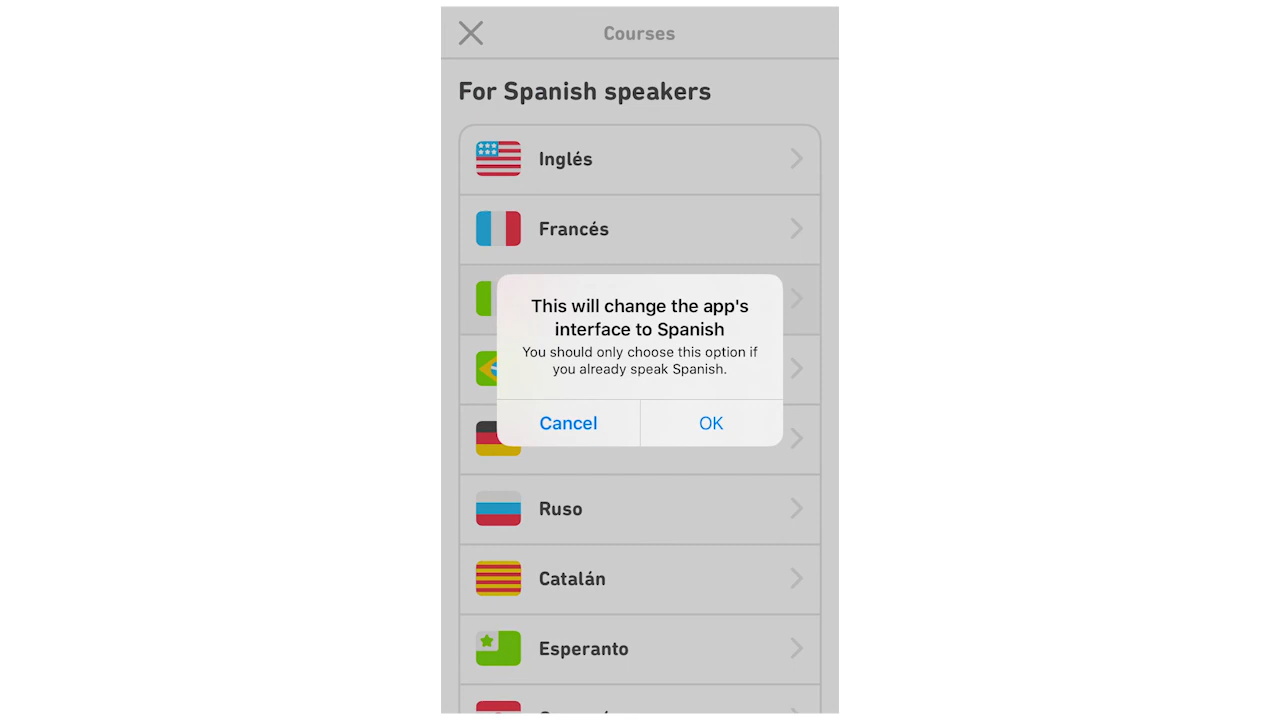 Courses
For Spanish speakers
Inglés
Francés
This will change the app's
interface to Spanish
You should only choose this option if
you already speak Spanish.
Cancel
OK
Ruso
Catalán
Esperanto